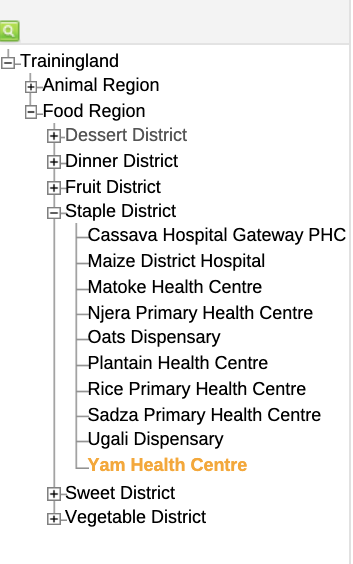 Trainingland
Animal Region
Food Region
Dessert District
Dinner District
Fruit District
Staple District
Cassava Hospital Gateway PHC
Maize District Hospital
Matoke Health Centre
Njera Primary Health Centre
Oats Dispensary
Plantain Health Centre
Rice Primary Health Centre
Sadza Primary Health Centre
Ugali Dispensary
Yam Health Centre
Sweet District
Vegetable District